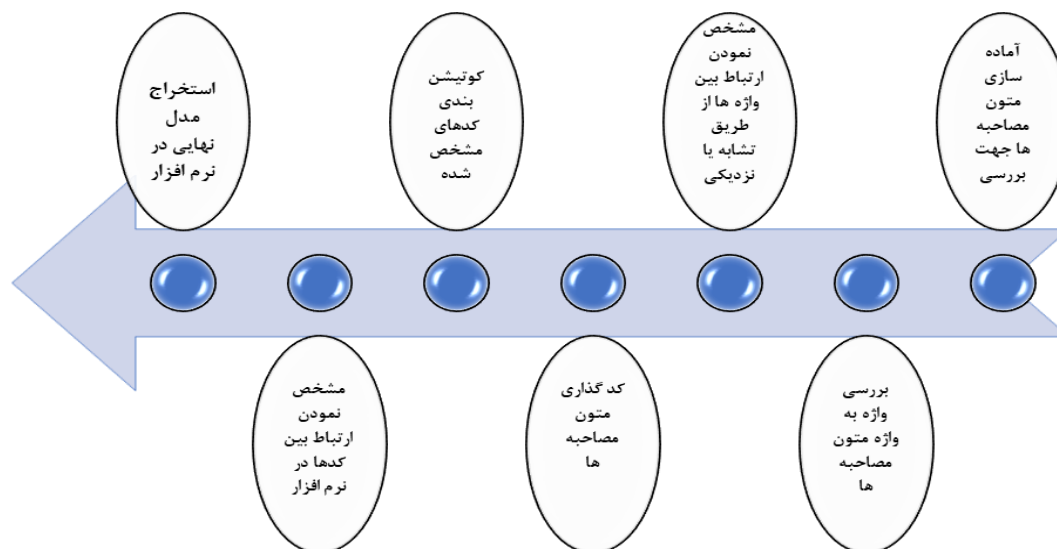 آماده
سازی
متون
مصاحبه
ها جهت
بررسی
بررسی
واژه به
واژه متون
مصاحبه
ها
مشخص
نمودن
ارتباط بین
واژه ها از
طریق
تشابه یا
نزدیکی
کد گذاری
متون
مصاحبه
ها
کوتیشن
بندی
کدهای
مشخص
شده
مشخص
نمودن
ارتباط بین
کدها در
نرم افزار
استخراج
مدل
نهایی در
نرم افزار